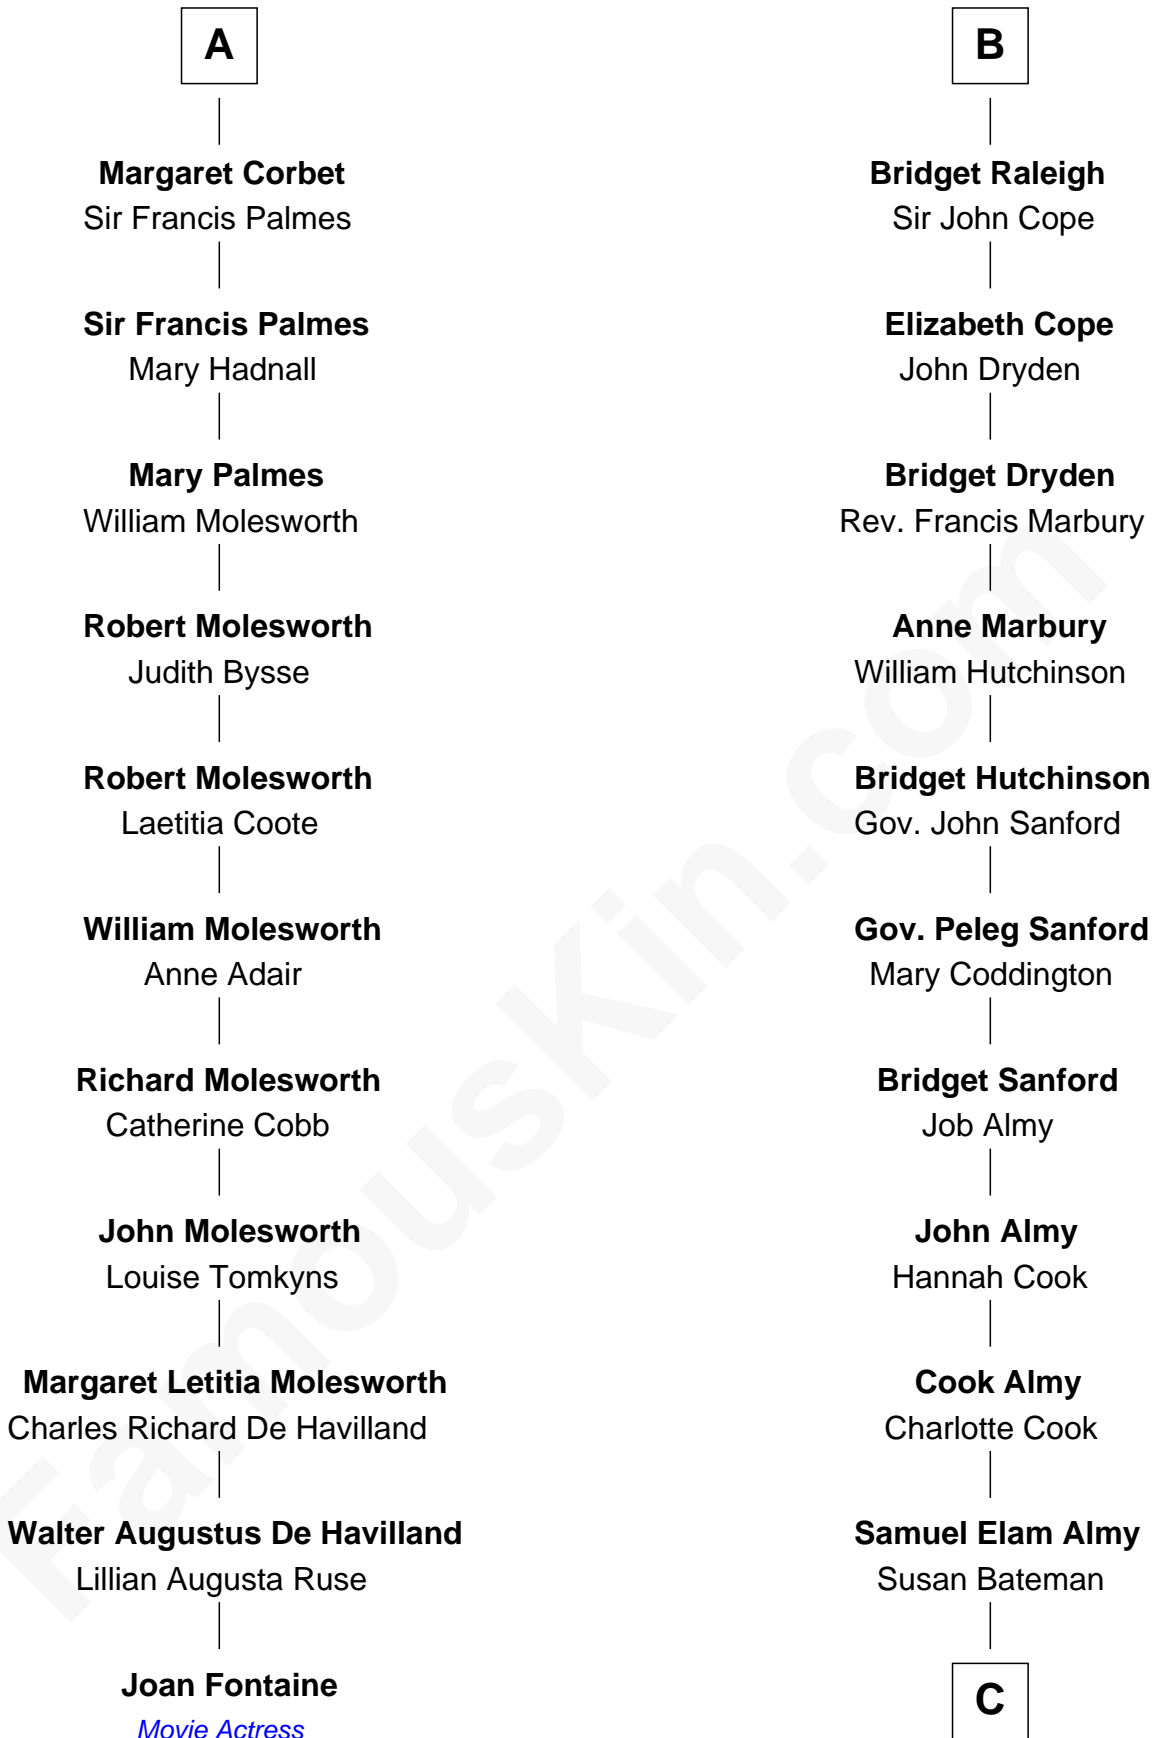 A
Margaret Corbet
Sir Francis Palmes
Sir Francis Palmes
Mary Hadnall
Mary Palmes
William Molesworth
Robert Molesworth
Judith Bysse
Robert Molesworth
Laetitia Coote
William Molesworth
Anne Adair
Richard Molesworth
Catherine Cobb
John Molesworth
Louise Tomkyns
Margaret Letitia Molesworth
Charles Richard De Havilland
Walter Augustus De Havilland
Lillian Augusta Ruse
Joan Fontaine
Movie Actress
B
Bridget Raleigh
Sir John Cope
Elizabeth Cope
John Dryden
Bridget Dryden
Rev. Francis Marbury
Anne Marbury
William Hutchinson
Bridget Hutchinson
Gov. John Sanford
Gov. Peleg Sanford
Mary Coddington
Bridget Sanford
Job Almy
John Almy
Hannah Cook
Cook Almy
Charlotte Cook
Samuel Elam Almy
Susan Bateman
C
FamousKin.com